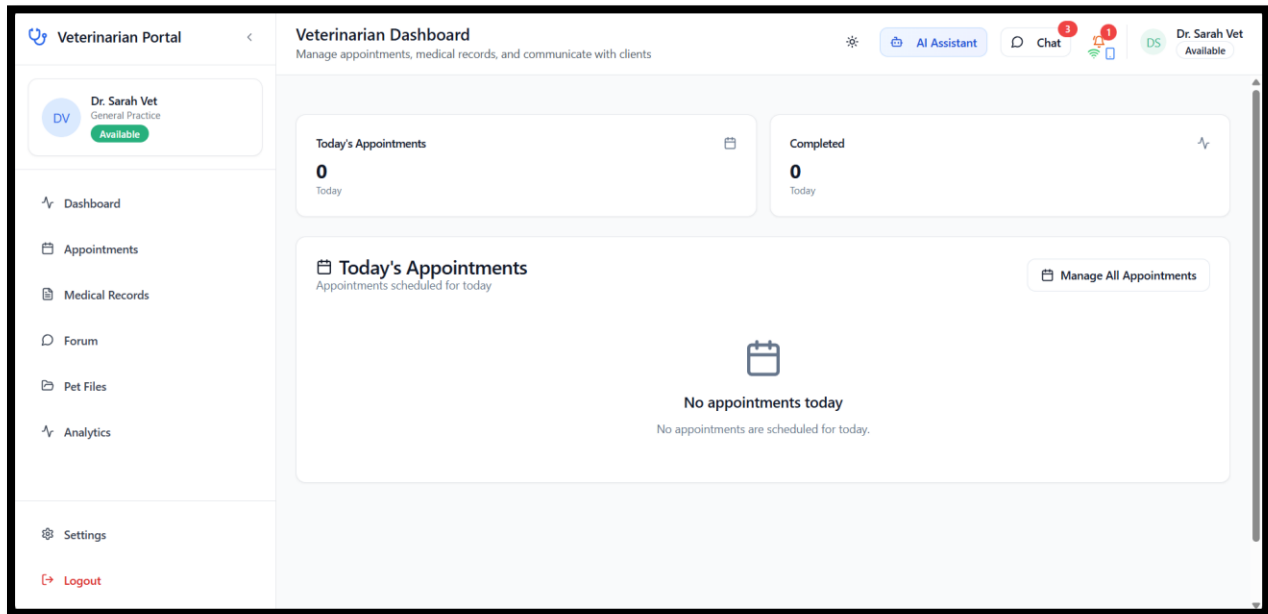 Veterinarian Portal
DV
Dr. Sarah Vet
General Practice
Available
Dashboard
Appointments
Medical Records
Forum
Pet Files
Analytics
Settings
Logout
Veterinarian Dashboard
Manage appointments, medical records, and communicate with clients
AI Assistant
Chat
3
1
DS
Dr. Sarah Vet
Available
Today's Appointments
0
Today
Completed
0
Today
Today's Appointments
Appointments scheduled for today
Manage All Appointments
No appointments today
No appointments are scheduled for today.